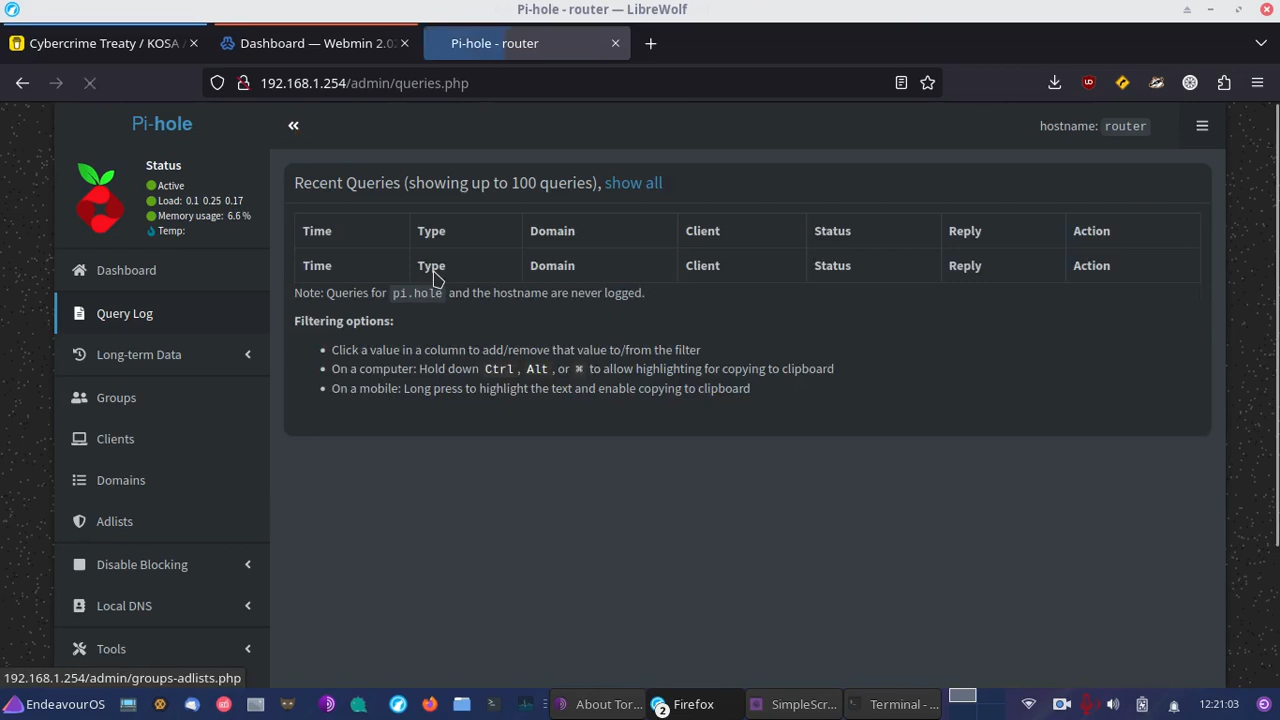 Pi-hole - router — LibreWolf
Cybercrime Treaty / KOSA /
Dashboard — Webmin 2.02
Pi-hole - router
192.168.1.254/admin/queries.php
Pi-hole
hostname: router
Status
Active
Load: 0.1 0.25 0.17
Memory usage: 6.6 %
Temp:
Recent Queries (showing up to 100 queries), show all
Time Type Domain Client Status Reply Action
Time Type Domain Client Status Reply Action
Note: Queries for pi.hole and the hostname are never logged.
Filtering options:
Click a value in a column to add/remove that value to/from the filter
On a computer: Hold down Ctrl, Alt, or ⌘ to allow highlighting for copying to clipboard
On a mobile: Long press to highlight the text and enable copying to clipboard
Dashboard
Query Log
Long-term Data
Groups
Clients
Domains
Adlists
Disable Blocking
Local DNS
Tools
192.168.1.254/admin/groups-adlists.php
EndeavourOS
About Tor...
2
Firefox
SimpleScr...
Terminal - ...
12:21:03